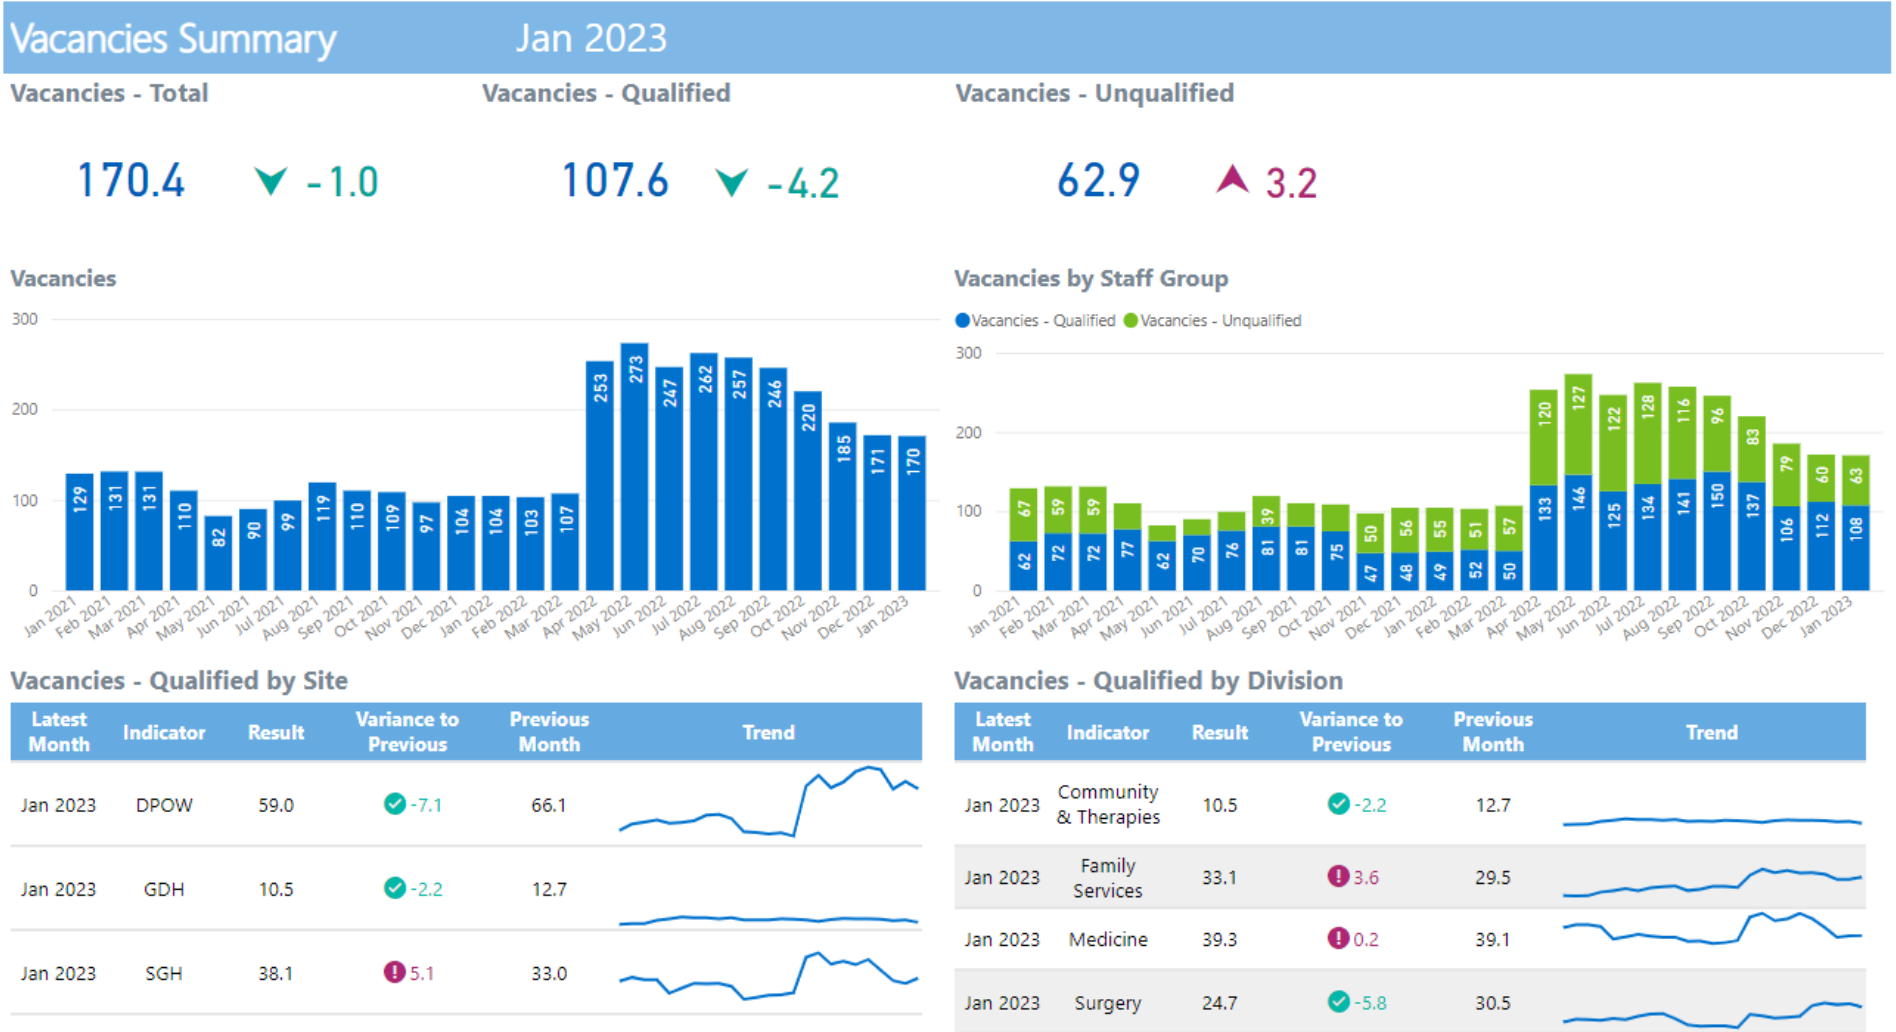 Vacancies Summary Jan 2023
Vacancies - Total Vacancies - Qualified Vacancies - Unqualified
170.4 -1.0 107.6 -4.2 62.9 3.2
Vacancies
300
200
100
0
129 131 131 110 82 90 99 119 110 109 97 104 104 103 107 253 273 247 262 257 246 220 185 171 170
Jan 2021 Feb 2021 Mar 2021 Apr 2021 May 2021 Jun 2021 Jul 2021 Aug 2021 Sep 2021 Oct 2021 Nov 2021 Dec 2021 Jan 2022 Feb 2022 Mar 2022 Apr 2022 May 2022 Jun 2022 Jul 2022 Aug 2022 Sep 2022 Oct 2022 Nov 2022 Dec 2022 Jan 2023
Vacancies by Staff Group
Vacancies - Qualified Vacancies - Unqualified
300
200
100
0
67 59 59 39 50 56 55 51 57 120 127 122 128 116 96 83 79 60 63
62 72 72 77 62 70 76 81 81 75 47 48 49 52 50 133 146 125 134 141 150 137 106 112 108
Jan 2021 Feb 2021 Mar 2021 Apr 2021 May 2021 Jun 2021 Jul 2021 Aug 2021 Sep 2021 Oct 2021 Nov 2021 Dec 2021 Jan 2022 Feb 2022 Mar 2022 Apr 2022 May 2022 Jun 2022 Jul 2022 Aug 2022 Sep 2022 Oct 2022 Nov 2022 Dec 2022 Jan 2023
Vacancies - Qualified by Site
Latest Month Indicator Result Variance to Previous Previous Month Trend
Jan 2023 DPOW 59.0 -7.1 66.1
Jan 2023 GDH 10.5 -2.2 12.7
Jan 2023 SGH 38.1 5.1 33.0
Vacancies - Qualified by Division
Latest Month Indicator Result Variance to Previous Previous Month Trend
Jan 2023 Community & Therapies 10.5 -2.2 12.7
Jan 2023 Family Services 33.1 3.6 29.5
Jan 2023 Medicine 39.3 0.2 39.1
Jan 2023 Surgery 24.7 -5.8 30.5